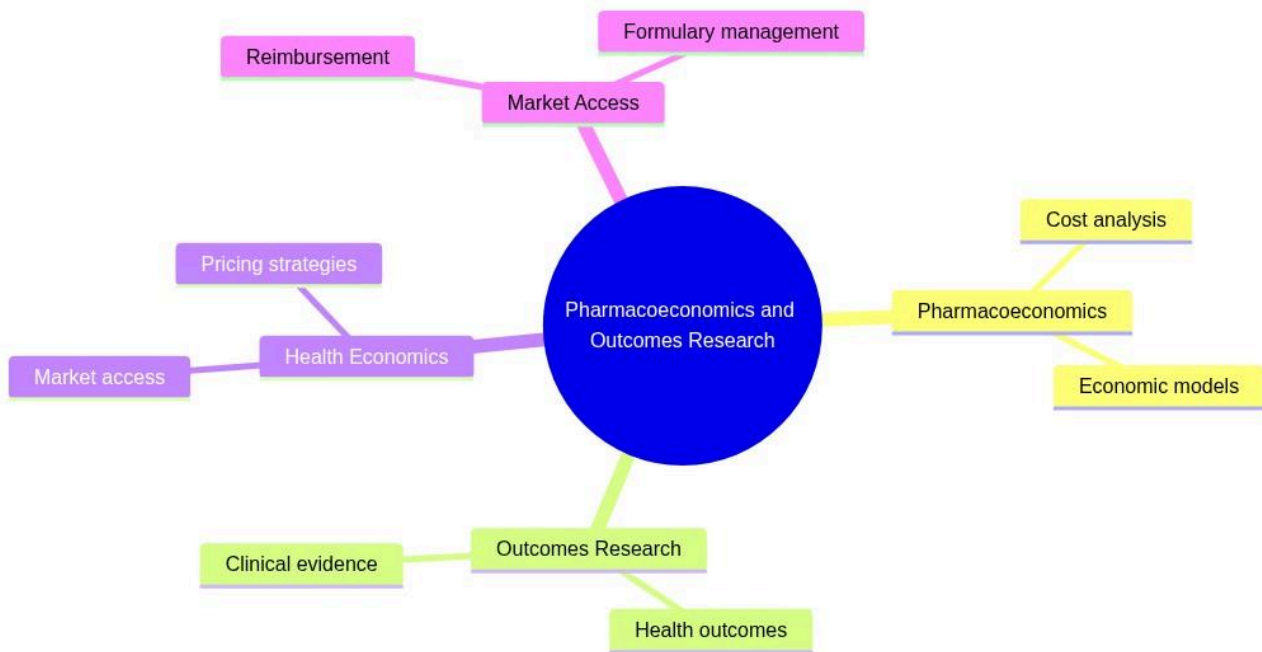 Formulary management
Reimbursement
Market Access
Cost analysis
Pricing strategies
Pharmacoeconomics and
Outcomes Research
Pharmacoeconomics
Health Economics
Market access
Economic models
Outcomes Research
Clinical evidence
Health outcomes